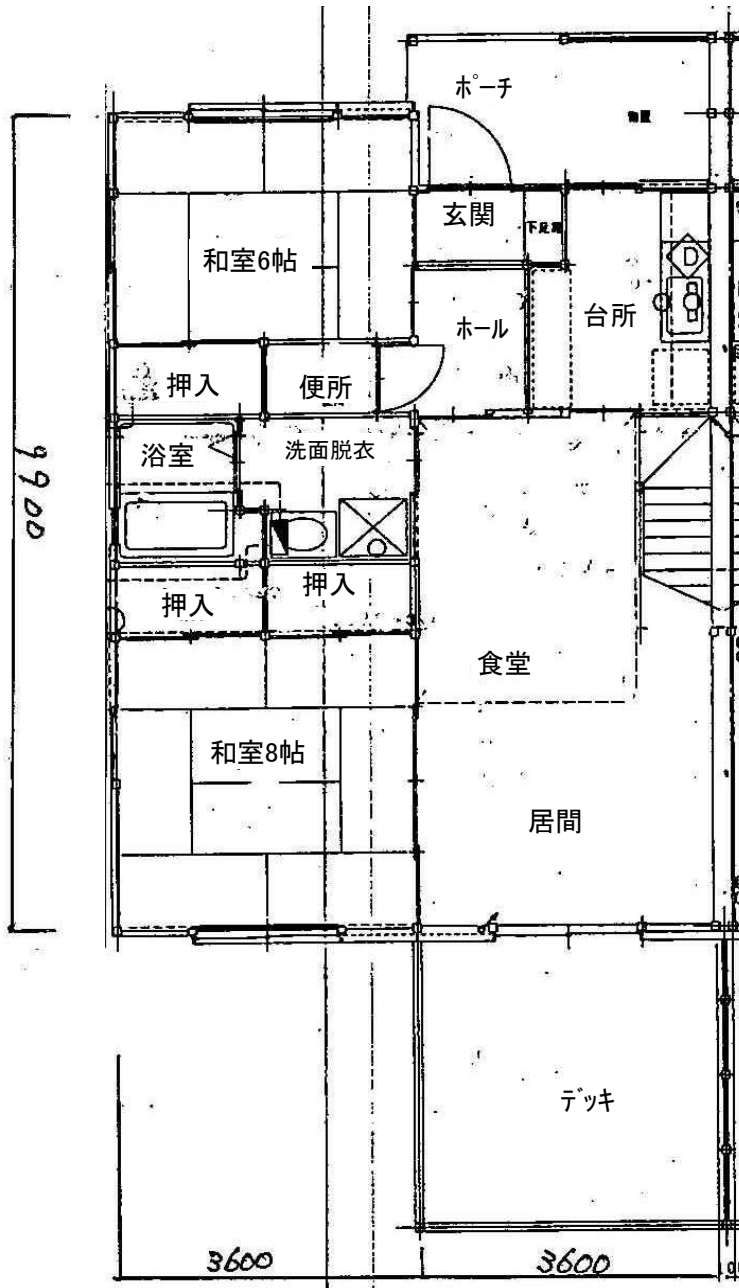 ポーチ
物置
玄関
下足箱
和室6帖
台所
ホール
押入
便所
浴室
洗面脱衣
9900
押入
押入
食堂
和室8帖
居間
デッキ
3600
3600